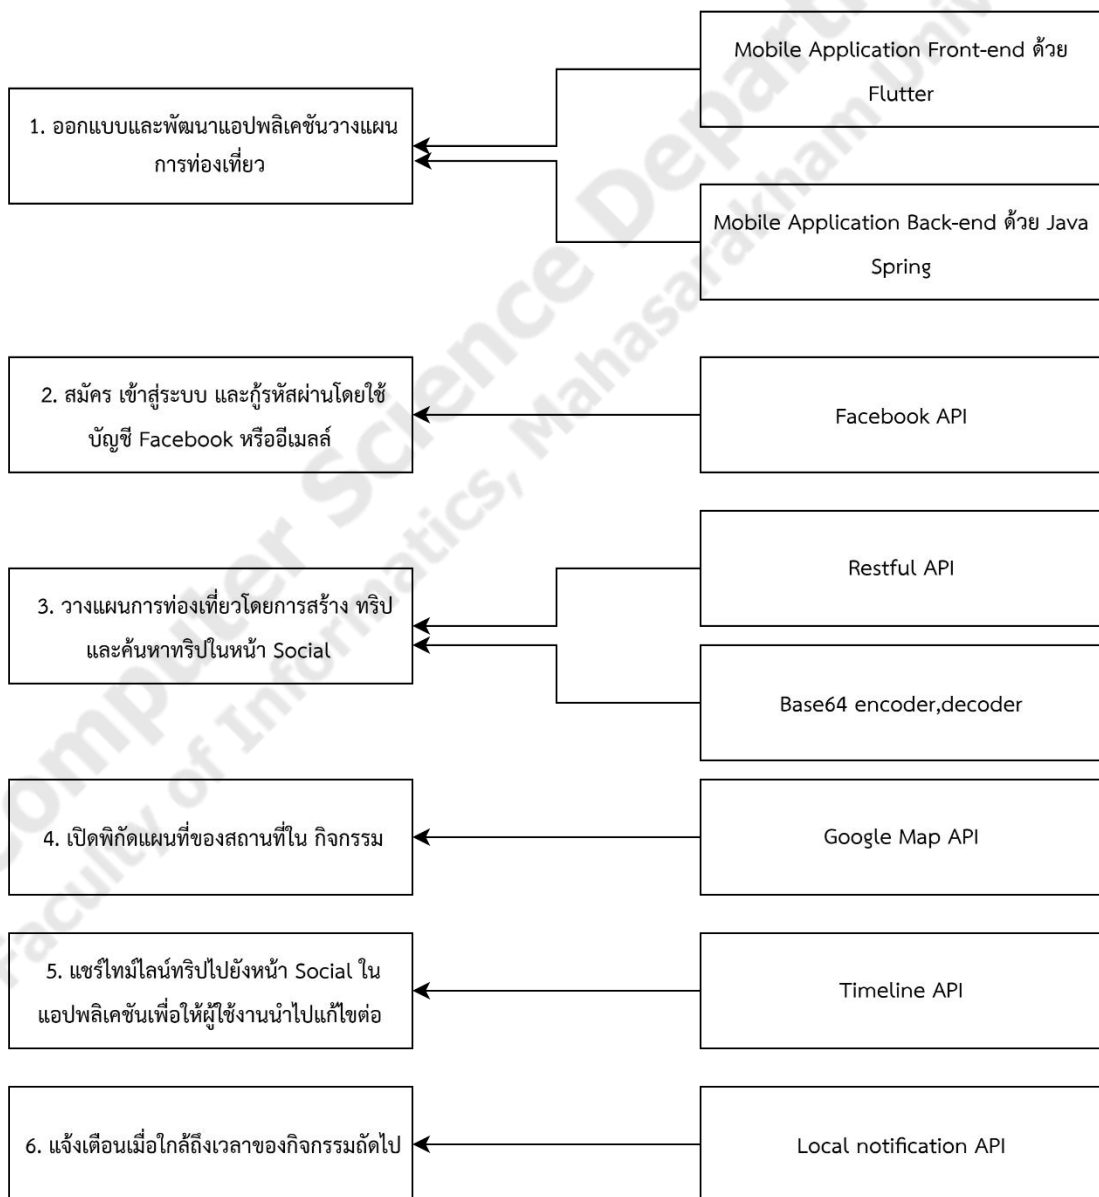 Mobile Application Front-end ด้วย
Flutter
1. ออกแบบและพัฒนาแอปพลิเคชันวางแผน
การท่องเที่ยว
Mobile Application Back-end ด้วย Java
Spring
2. สมัคร เข้าสู่ระบบ และกู้รหัสผ่านโดยใช้
บัญชี Facebook หรืออีเมลล์
Facebook API
Restful API
3. วางแผนการท่องเที่ยวโดยการสร้าง ทริป
และค้นหาทริปในหน้า Social
Base64 encoder,decoder
4. เปิดพิกัดแผนที่ของสถานที่ใน กิจกรรม
Google Map API
5. แชร์ไทม์ไลน์ทริปไปยังหน้า Social ใน
แอปพลิเคชันเพื่อให้ผู้ใช้งานนำไปแก้ไขต่อ
Timeline API
6. แจ้งเตือนเมื่อใกล้ถึงเวลาของกิจกรรมถัดไป
Local notification API
Computer Science Depart
Faculty of Informatics, Mahasarakham Univ